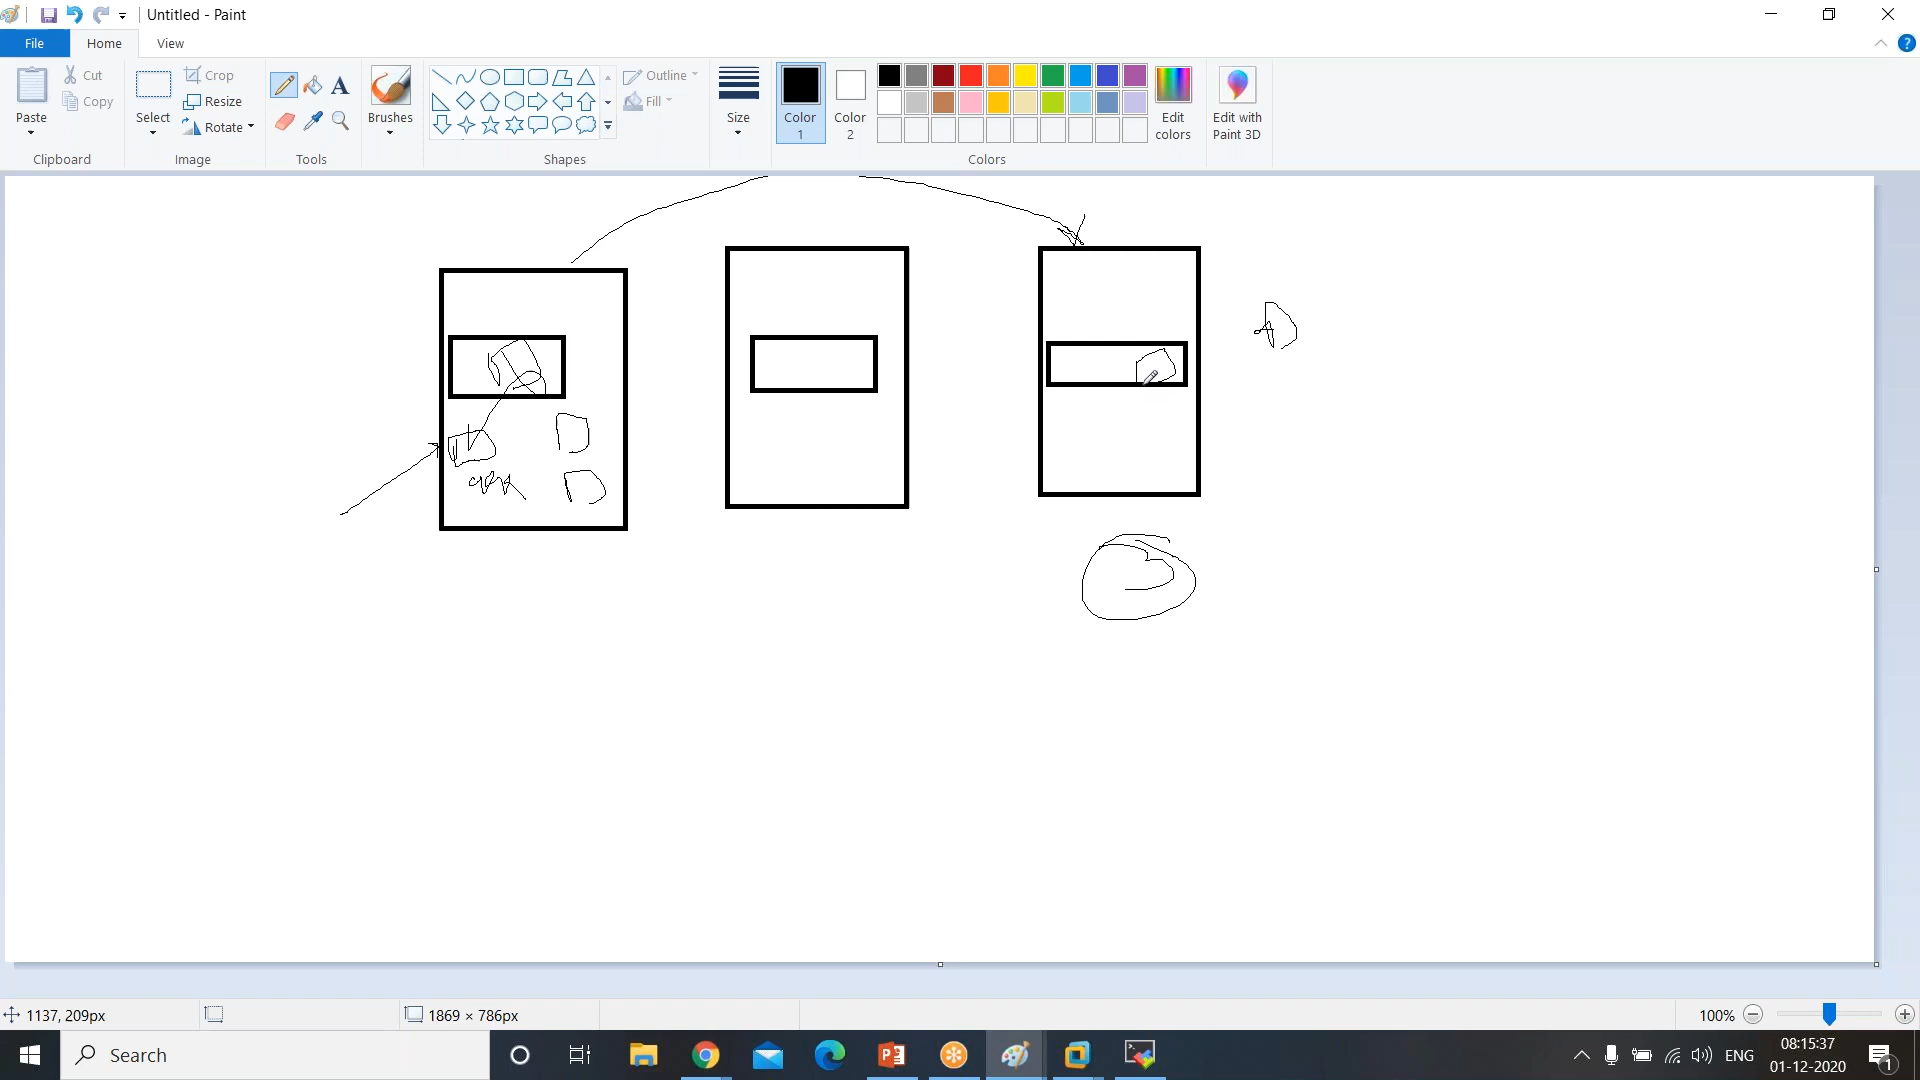 Untitled - Paint
File Home View
Paste
Cut
Copy
Clipboard
Select
Crop
Resize
Rotate
Image
Tools
Brushes
Outline
Fill
Shapes
Size
Color 1
Color 2
Edit colors
Colors
Edit with Paint 3D
1137, 209px
1869 × 786px
100%
Search
ENG
08:15:37
01-12-2020
1